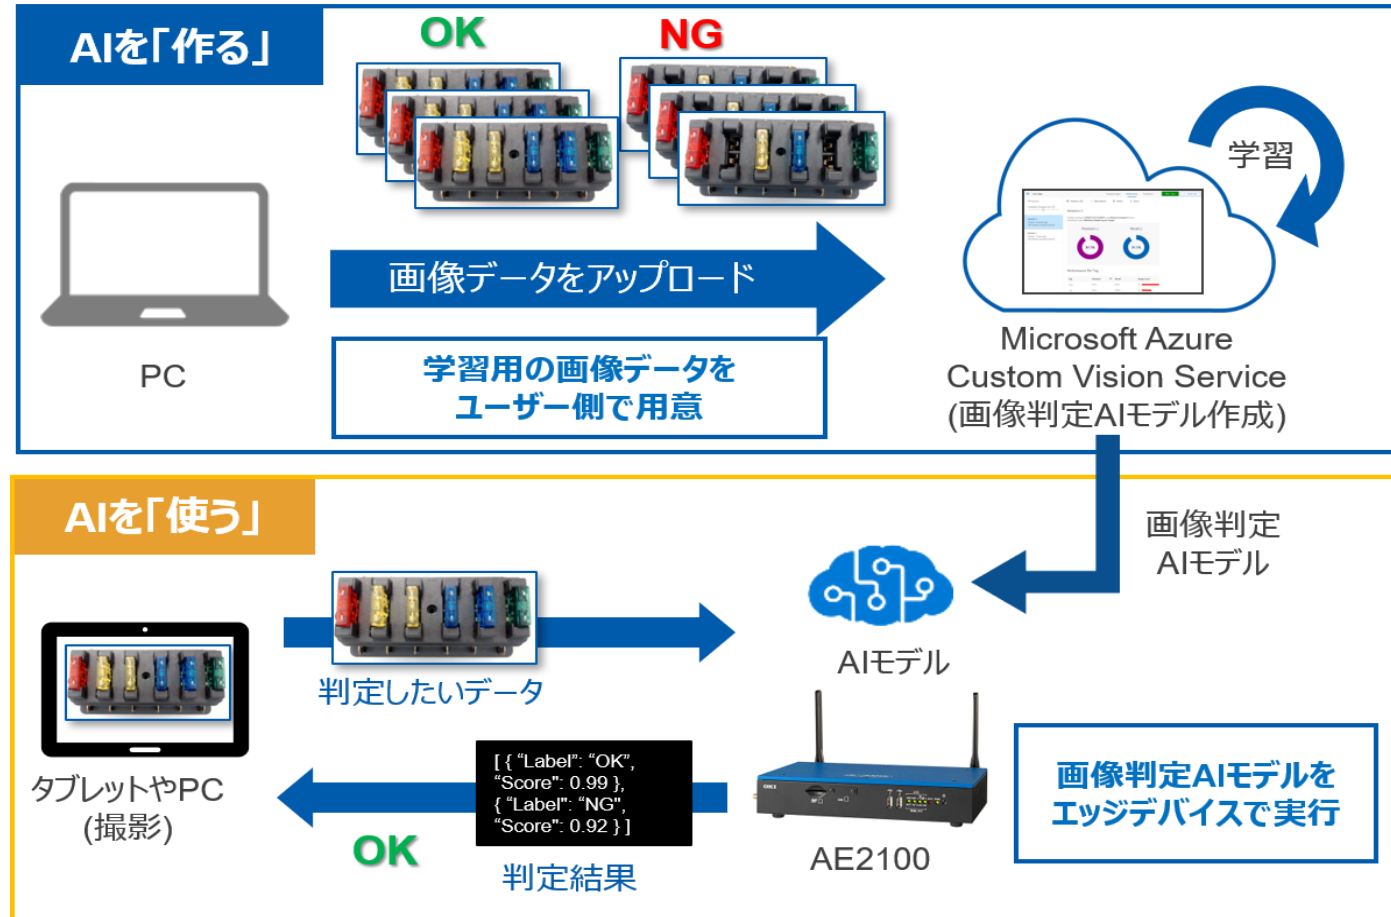 AIを「作る」
OK
NG
学習
画像データをアップロード
PC
学習用の画像データを
ユーザー側で用意
Microsoft Azure
Custom Vision Service
(画像判定AIモデル作成)
AIを「使う」
画像判定
AIモデル
AIモデル
判定したいデータ
タブレットやPC
(撮影)
[ { “Label”: “OK”,
“Score": 0.99 },
{ “Label": “NG”,
“Score": 0.92 } ]
OK
判定結果
OKI
AE2100
画像判定AIモデルを
エッジデバイスで実行